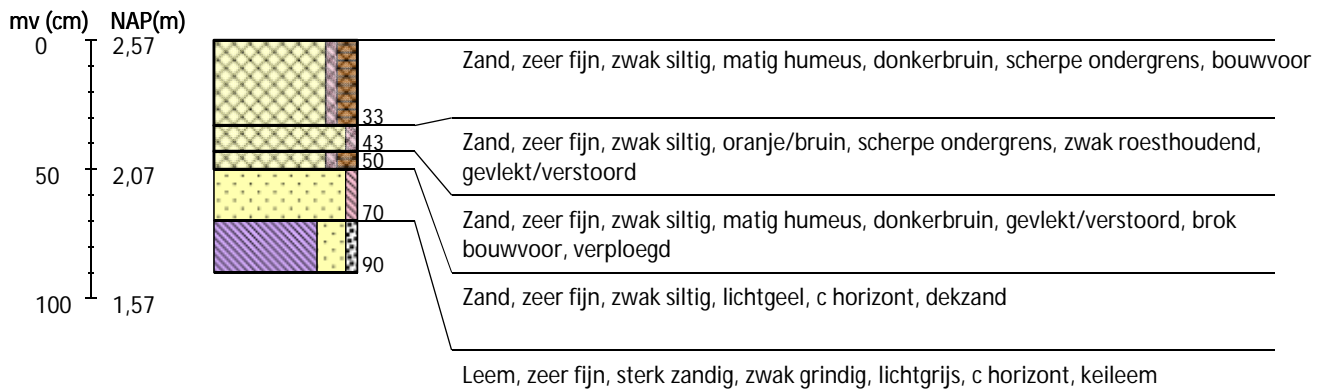 mv (cm) NAP(m)
0 2,57
Zand, zeer fijn, zwak siltig, matig humeus, donkerbruin, scherpe ondergrens, bouwvoor
33
Zand, zeer fijn, zwak siltig, oranje/bruin, scherpe ondergrens, zwak roesthoudend,
gevlekt/verstoord
43
50
50 2,07
Zand, zeer fijn, zwak siltig, matig humeus, donkerbruin, gevlekt/verstoord, brok
bouwvoor, verploegd
70
90
Zand, zeer fijn, zwak siltig, lichtgeel, c horizont, dekzand
100 1,57
Leem, zeer fijn, sterk zandig, zwak grindig, lichtgrijs, c horizont, keileem